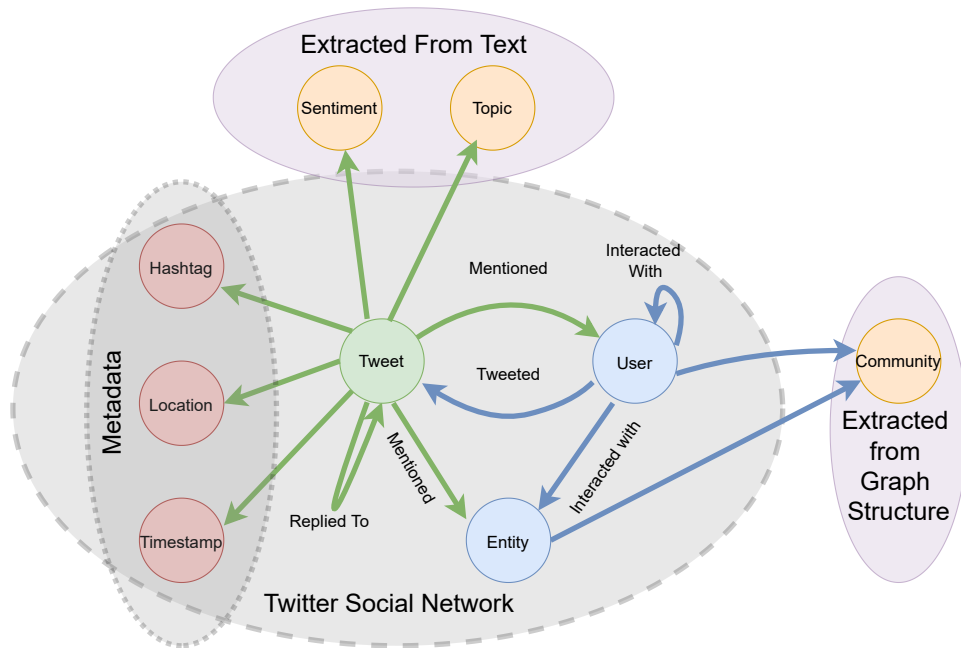 Extracted From Text
Sentiment
Topic
Hashtag
Location
Timestamp
Metadata
Mentioned
Interacted
With
Tweet
Tweeted
User
Community
Mentioned
Interacted with
Replied To
Entity
Extracted
from
Graph
Structure
Twitter Social Network